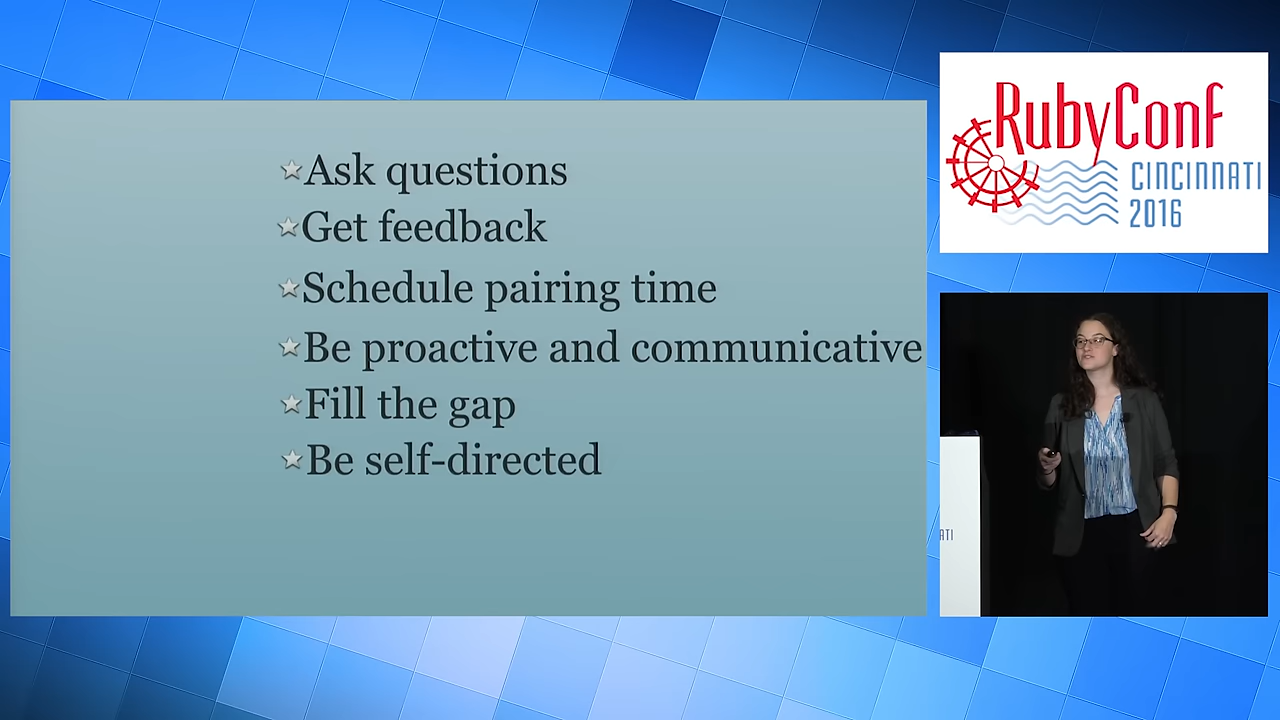 Ask questions
Get feedback
Schedule pairing time
Be proactive and communicative
Fill the gap
Be self-directed
RubyConf
CINCINNATI
2016
ATI